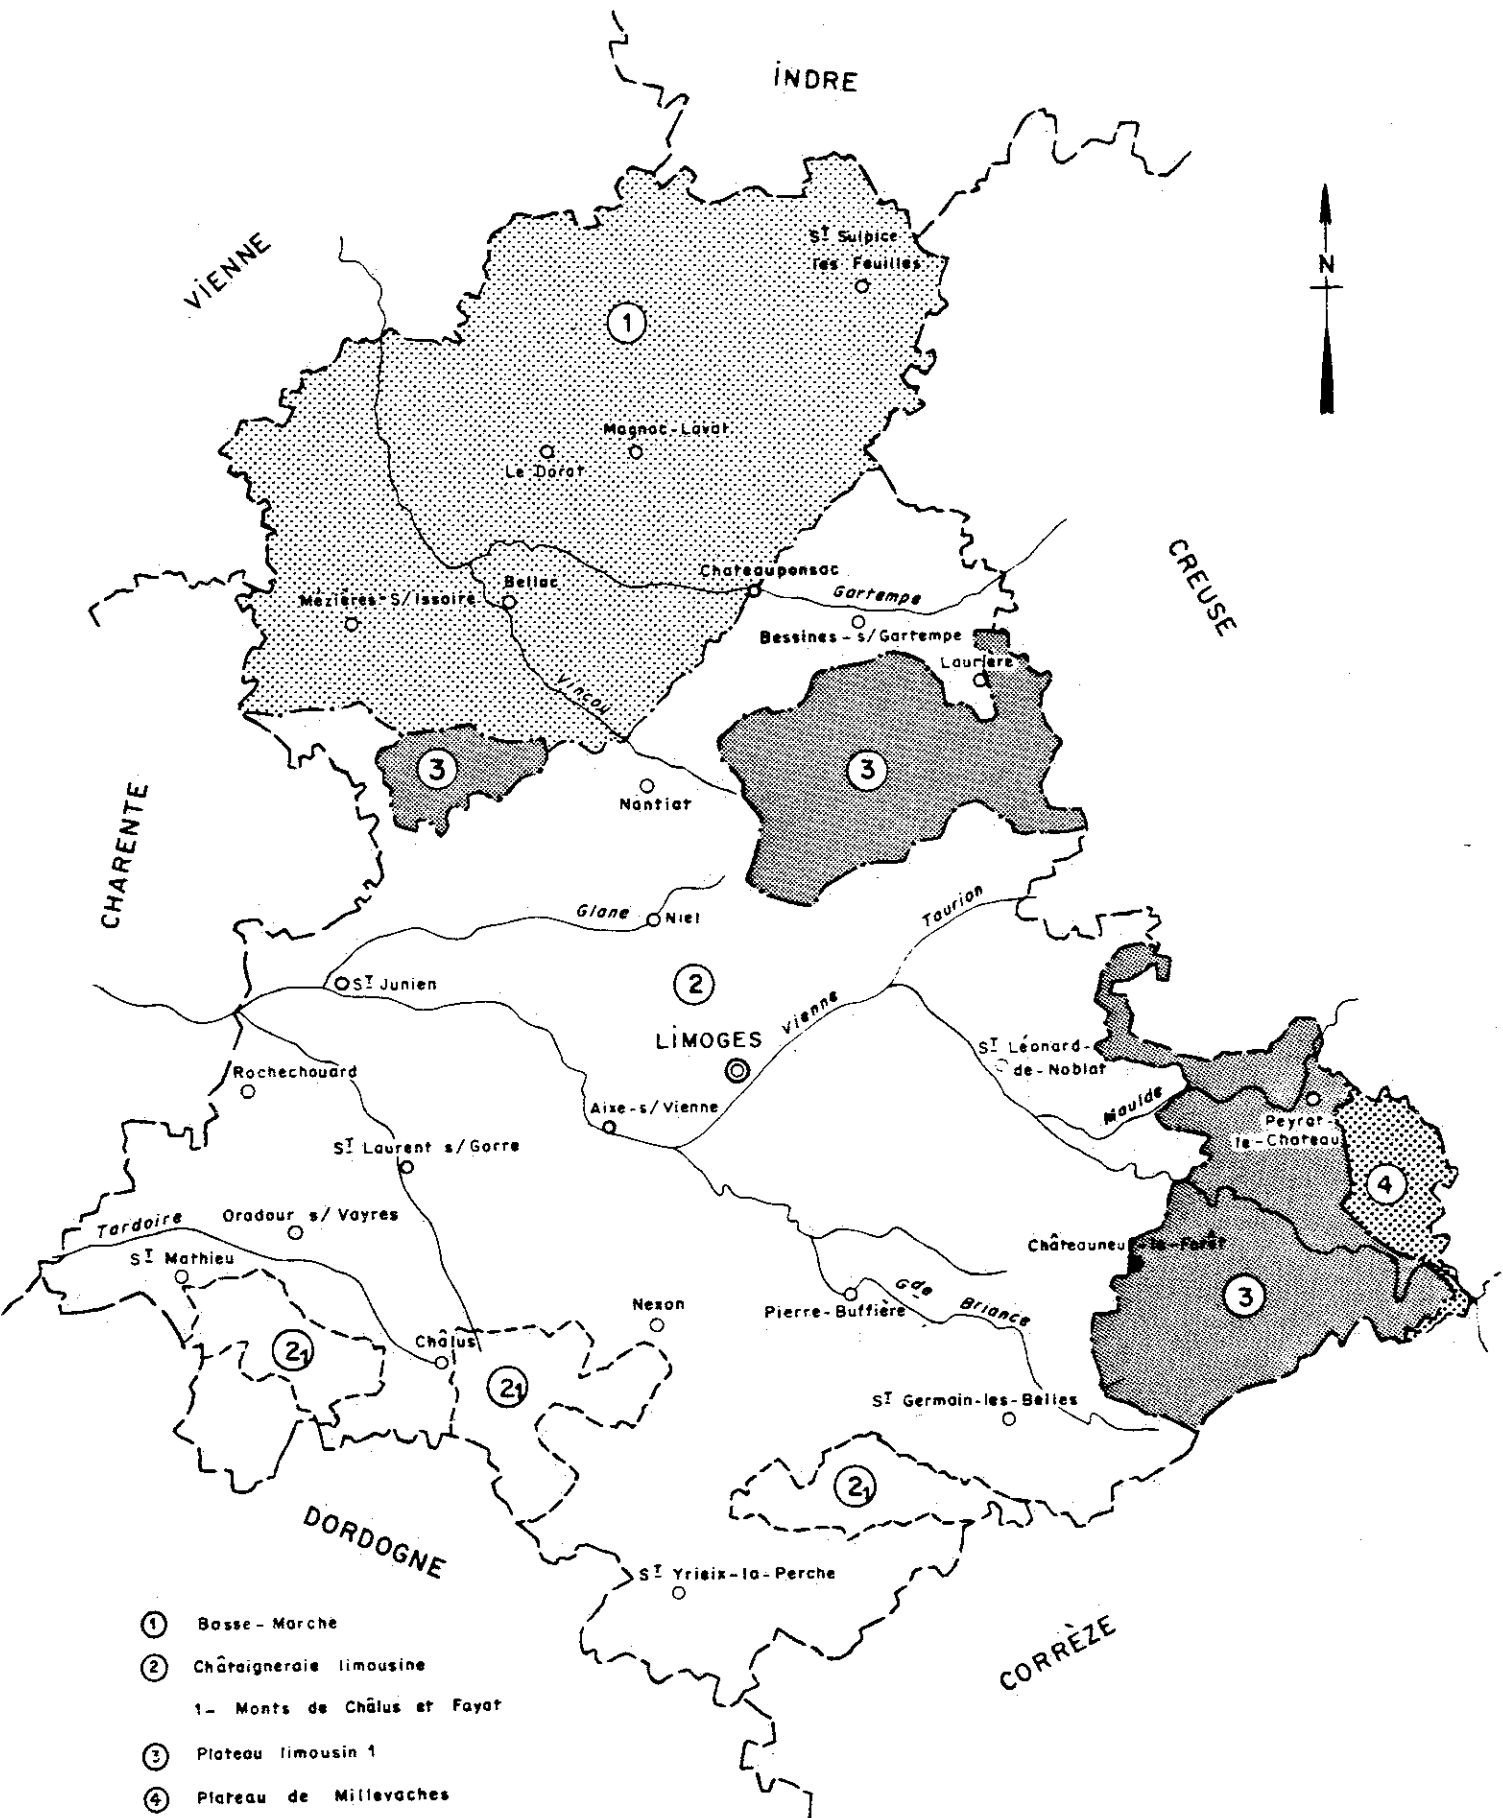 INDRE
VIENNE
N
ST Sulpice
les Feuilles
1
Magnac-Laval
Le Dorat
CREUSE
Chateauponsac
Gartempe
Bellac
Mézières-S/Issoire
Bessines-s/Gartempe
Laurière
Vincou
3
3
Nantiat
CHARENTE
Taurion
Glane
Niel
ST Junien
2
Vienne
LIMOGES
ST Léonard-
de-Noblat
Rochechouard
Maulde
Aixe-s/Vienne
Peyrat-
le-Chateau
ST Laurent s/Gorre
4
Oradour s/Vayres
Tardoire
ST Mathieu
Châteauneuf-la-Forêt
Gde Briance
3
Nexon
Pierre-Buffière
Châlus
21
21
ST Germain-les-Belles
21
DORDOGNE
ST Yrieix-la-Perche
CORRÈZE
1 Basse-Marche
2 Châtaigneraie limousine
1- Monts de Châlus et Fayat
3 Plateau limousin 1
4 Plateau de Millevaches